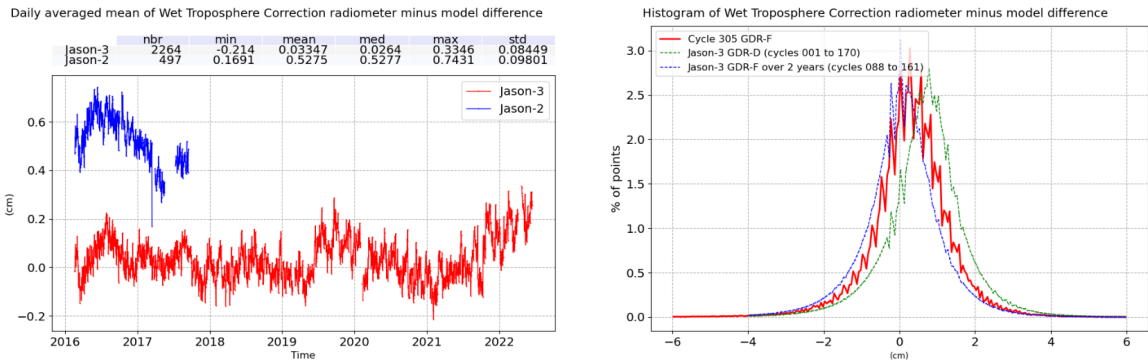 Daily averaged mean of Wet Troposphere Correction radiometer minus model difference
nbr min mean med max std
Jason-3 2264 -0.214 0.03347 0.0264 0.3346 0.08449
Jason-2 497 0.1691 0.5275 0.5277 0.7431 0.09801
Jason-3
Jason-2
0.6
0.4
0.2
0.0
−0.2
(cm)
2016 2017 2018 2019 2020 2021 2022
Time
Histogram of Wet Troposphere Correction radiometer minus model difference
Cycle 305 GDR-F
Jason-3 GDR-D (cycles 001 to 170)
Jason-3 GDR-F over 2 years (cycles 088 to 161)
3.0
2.5
2.0
1.5
1.0
0.5
0.0
% of points
−6 −4 −2 0 2 4 6
(cm)